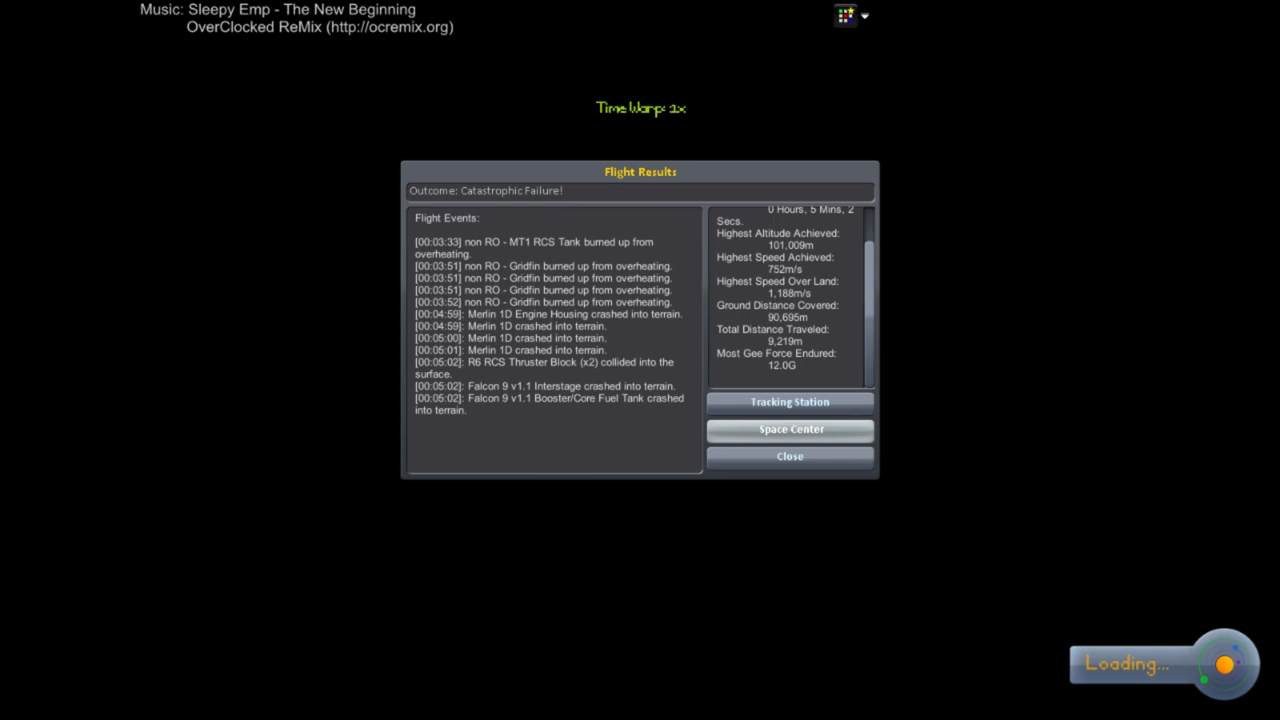 Music: Sleepy Emp - The New Beginning
OverClocked ReMix (http://ocremix.org)
Time Warp: 1x
Flight Results
Outcome: Catastrophic Failure!
Flight Events:
[00:03:33] non RO - MT1 RCS Tank burned up from
overheating.
[00:03:51] non RO - Gridfin burned up from overheating.
[00:03:51] non RO - Gridfin burned up from overheating.
[00:03:51] non RO - Gridfin burned up from overheating.
[00:03:52] non RO - Gridfin burned up from overheating.
[00:04:59]: Merlin 1D Engine Housing crashed into terrain.
[00:04:59]: Merlin 1D crashed into terrain.
[00:05:00]: Merlin 1D crashed into terrain.
[00:05:01]: Merlin 1D crashed into terrain.
[00:05:02]: R6 RCS Thruster Block (x2) collided into the
surface.
[00:05:02]: Falcon 9 v1.1 Interstage crashed into terrain.
[00:05:02]: Falcon 9 v1.1 Booster/Core Fuel Tank crashed
into terrain.
0 Hours, 5 Mins, 2
Secs.
Highest Altitude Achieved:
101,009m
Highest Speed Achieved:
752m/s
Highest Speed Over Land:
1,188m/s
Ground Distance Covered:
90,695m
Total Distance Traveled:
9,219m
Most Gee Force Endured:
12.0G
Tracking Station
Space Center
Close
Loading...